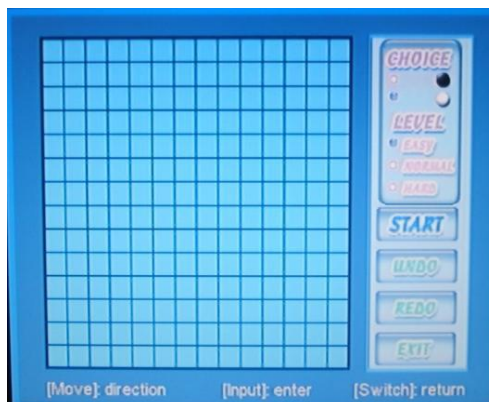 CHOICE
LEVEL
EASY
NORMAL
HARD
START
UNDO
REDO
EXIT
[Move]: direction [Input]: enter [Switch]: return